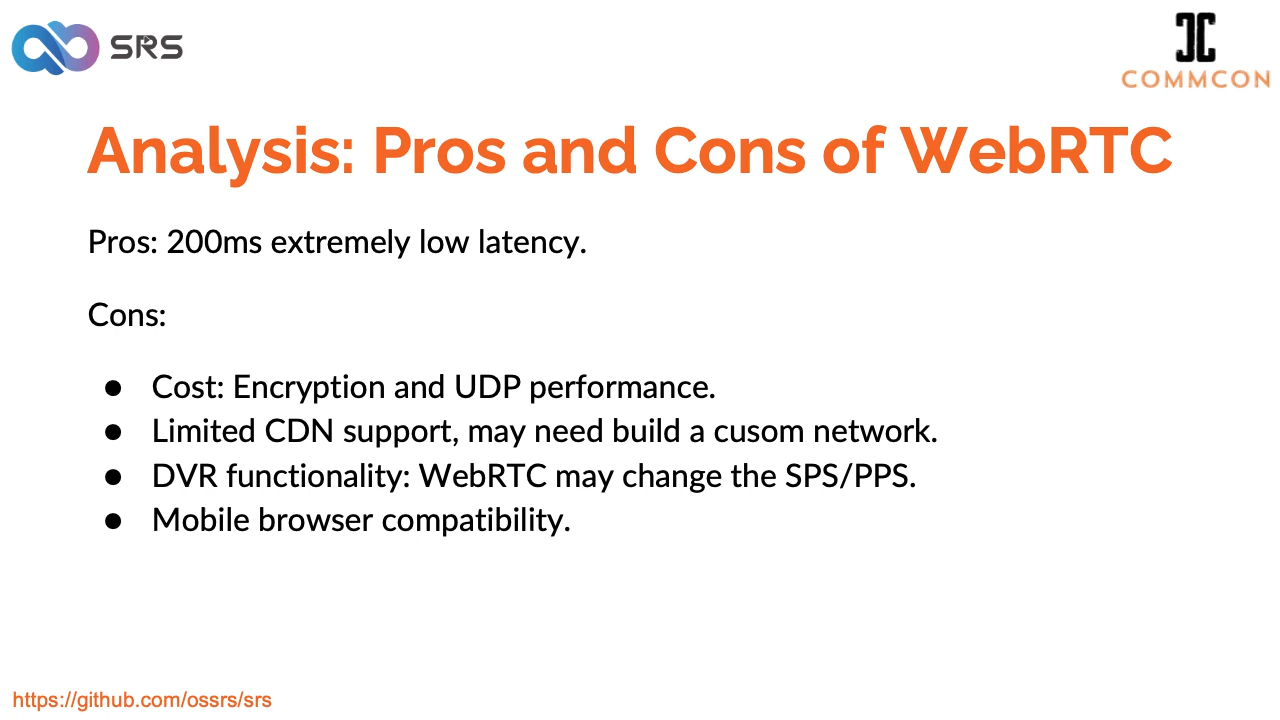 SRS
COMMCON
Analysis: Pros and Cons of WebRTC
Pros: 200ms extremely low latency.
Cons:
● Cost: Encryption and UDP performance.
● Limited CDN support, may need build a cusom network.
● DVR functionality: WebRTC may change the SPS/PPS.
● Mobile browser compatibility.
https://github.com/ossrs/srs